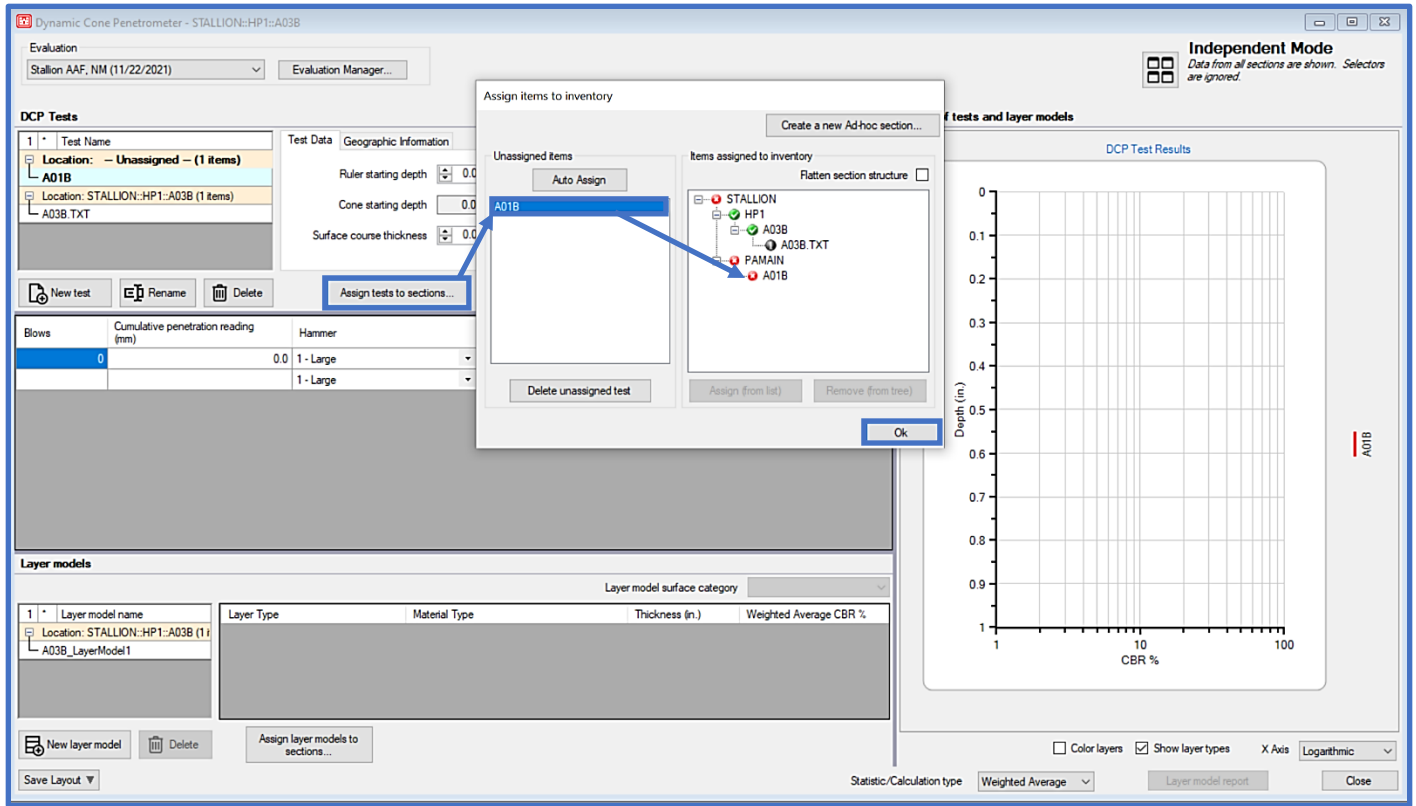 Dynamic Cone Penetrometer - STALLION::HP1::A03B
Evaluation
Stallion AAF, NM (11/22/2021)
Evaluation Manager...
Independent Mode
Data from all sections are shown. Selectors
are ignored.
DCP Tests
1 * Test Name
Location: -- Unassigned -- (1 items)
A01B
Location: STALLION::HP1::A03B (1 items)
A03B.TXT
Test Data
Geographic Information
Ruler starting depth 0.0
Cone starting depth 0.0
Surface course thickness 0.0
New test
Rename
Delete
Assign tests to sections...
Assign items to inventory
Create a new Ad-hoc section...
Unassigned items
Auto Assign
A01B
Delete unassigned test
Items assigned to inventory
Flatten section structure
STALLION
HP1
A03B
A03B.TXT
PAMAIN
A01B
Assign (from list)
Remove (from tree)
Ok
Blows
Cumulative penetration reading
(mm)
Hammer
0 0.0 1 - Large
1 - Large
f tests and layer models
DCP Test Results
0
0.1
0.2
0.3
0.4
0.5
0.6
0.7
0.8
0.9
1
Depth (in.)
1 10 100
CBR %
A01B
Layer models
Layer model surface category
1 * Layer model name
Location: STALLION::HP1::A03B (1 i
A03B_LayerModel1
Layer Type
Material Type
Thickness (in.)
Weighted Average CBR %
New layer model
Delete
Assign layer models to
sections...
Color layers
Show layer types
X Axis
Logarithmic
Save Layout ▼
Statistic/Calculation type
Weighted Average
Layer model report
Close